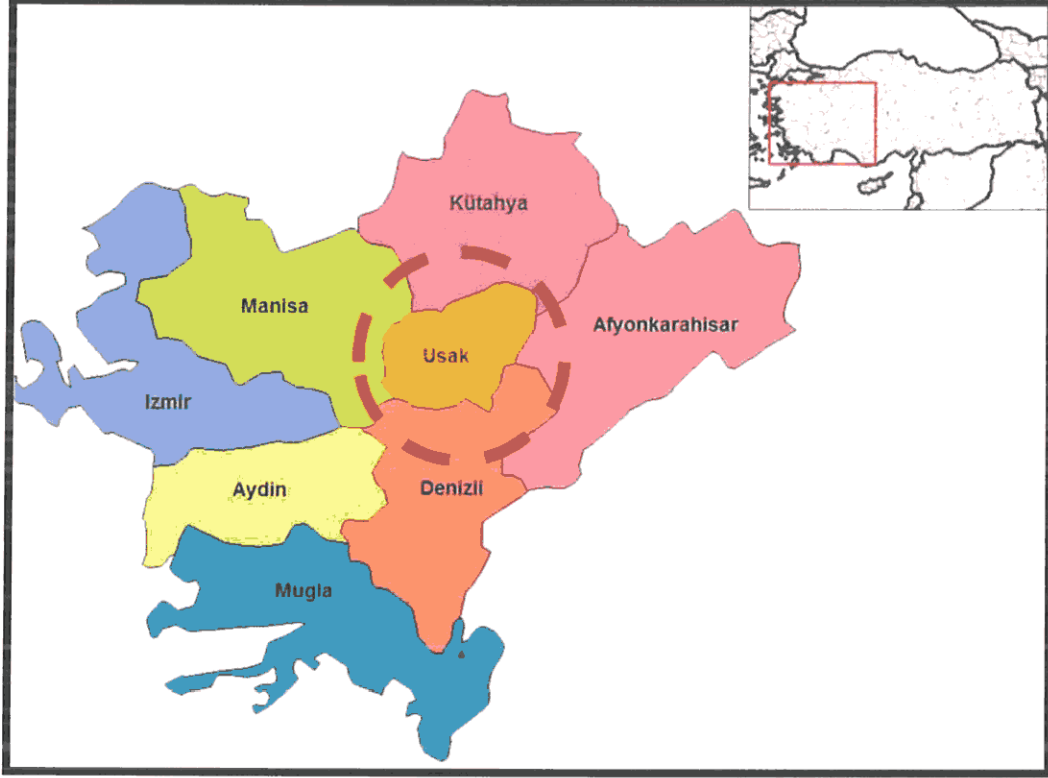 Kütahya
Manisa
Afyonkarahisar
Usak
Izmir
Denizli
Aydin
Mugla